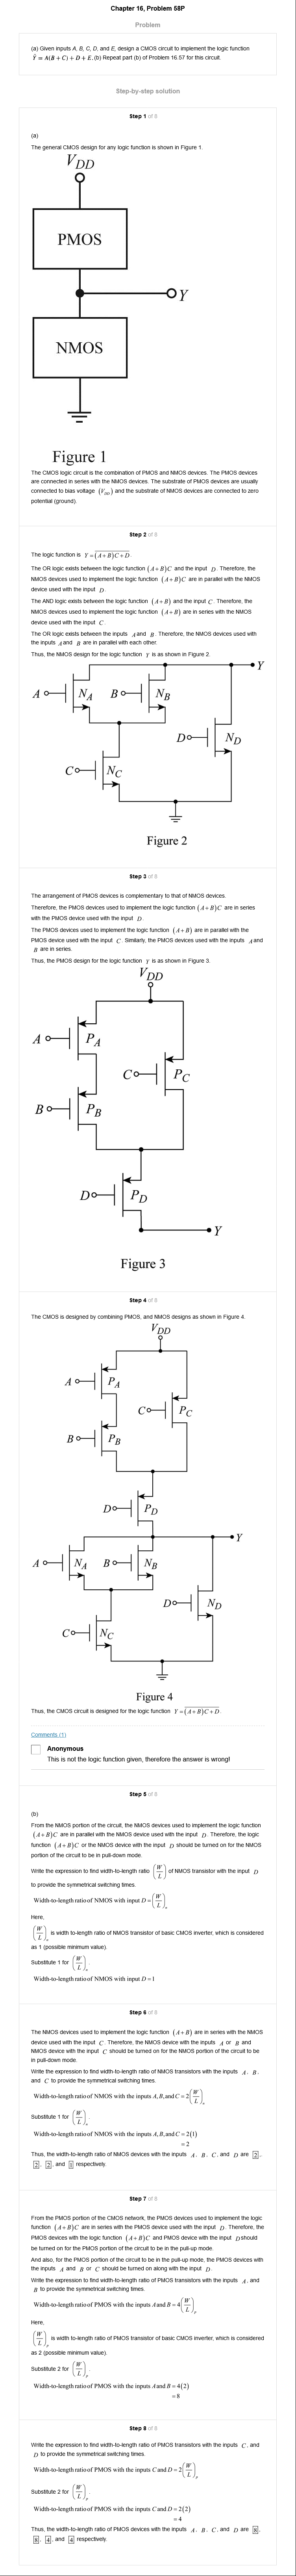 Chapter 16, Problem 58P
Problem
(a) Given inputs A, B, C, D, and E, design a CMOS circuit to implement the logic function
Ȳ = A(B + C) + D + E. (b) Repeat part (b) of Problem 16.57 for this circuit.
Step-by-step solution
Step 1 of 8
(a)
The general CMOS design for any logic function is shown in Figure 1.
V_DD
PMOS
Y
NMOS
Figure 1
The CMOS logic circuit is the combination of PMOS and NMOS devices. The PMOS devices
are connected in series with the NMOS devices. The substrate of PMOS devices are usually
connected to bias voltage (V_DD) and the substrate of NMOS devices are connected to zero
potential (ground).
Step 2 of 8
The logic function is Y = \overline{(A+B)C+D}.
The OR logic exists between the logic function (A+B)C and the input D. Therefore, the
NMOS devices used to implement the logic function (A+B)C are in parallel with the NMOS
device used with the input D.
The AND logic exists between the logic function (A+B) and the input C. Therefore, the
NMOS devices used to implement the logic function (A+B) are in series with the NMOS
device used with the input C.
The OR logic exists between the inputs A and B. Therefore, the NMOS devices used with
the inputs A and B are in parallel with each other.
Thus, the NMOS design for the logic function Y is as shown in Figure 2.
Y
A N_A B N_B
D N_D
C N_C
Figure 2
Step 3 of 8
The arrangement of PMOS devices is complementary to that of NMOS devices.
Therefore, the PMOS devices used to implement the logic function (A+B)C are in series
with the PMOS device used with the input D.
The PMOS devices used to implement the logic function (A+B) are in parallel with the
PMOS device used with the input C. Similarly, the PMOS devices used with the inputs A and
B are in series.
Thus, the PMOS design for the logic function Y is as shown in Figure 3.
V_DD
A P_A
C P_C
B P_B
D P_D
Y
Figure 3
Step 4 of 8
The CMOS is designed by combining PMOS, and NMOS designs as shown in Figure 4.
V_DD
A P_A
C P_C
B P_B
D P_D
Y
A N_A B N_B
D N_D
C N_C
Figure 4
Thus, the CMOS circuit is designed for the logic function Y = \overline{(A+B)C+D}.
Comments (1)
Anonymous
This is not the logic function given, therefore the answer is wrong!
Step 5 of 8
(b)
From the NMOS portion of the circuit, the NMOS devices used to implement the logic function
(A+B)C are in parallel with the NMOS device used with the input D. Therefore, the logic
function (A+B)C or the NMOS device with the input D should be turned on for the NMOS
portion of the circuit to be in pull-down mode.
Write the expression to find width-to-length ratio (W/L) of NMOS transistor with the input D
to provide the symmetrical switching times.
Width-to-length ratio of NMOS with input D = (W/L)_n
Here,
(W/L)_n is width-to-length ratio of NMOS transistor of basic CMOS inverter, which is considered
as 1 (possible minimum value).
Substitute 1 for (W/L)_n.
Width-to-length ratio of NMOS with input D = 1
Step 6 of 8
The NMOS devices used to implement the logic function (A+B) are in series with the NMOS
device used with the input C. Therefore, the NMOS device with the inputs A or B and
NMOS device with the input C should be turned on for the NMOS portion of the circuit to be
in pull-down mode.
Write the expression to find width-to-length ratio of NMOS transistors with the inputs A, B,
and C to provide the symmetrical switching times.
Width-to-length ratio of NMOS with the inputs A, B, and C = 2(W/L)_n
Substitute 1 for (W/L)_n.
Width-to-length ratio of NMOS with the inputs A, B, and C = 2(1)
= 2
Thus, the width-to-length ratio of NMOS devices with the inputs A, B, C, and D are 2,
2, 2, and 1 respectively.
Step 7 of 8
From the PMOS portion of the CMOS network, the PMOS devices used to implement the logic
function (A+B)C are in series with the PMOS device used with the input D. Therefore, the
PMOS devices with the logic function (A+B)C and PMOS device with the input D should
be turned on for the PMOS portion of the circuit to be in the pull-up mode.
And also, for the PMOS portion of the circuit to be in the pull-up mode, the PMOS devices with
the inputs A and B or C should be turned on along with the input D.
Write the expression to find width-to-length ratio of PMOS transistors with the inputs A, and
B to provide the symmetrical switching times.
Width-to-length ratio of PMOS with the inputs A and B = 4(W/L)_p
Here,
(W/L)_p is width-to-length ratio of PMOS transistor of basic CMOS inverter, which is considered
as 2 (possible minimum value).
Substitute 2 for (W/L)_p.
Width-to-length ratio of PMOS with the inputs A and B = 4(2)
= 8
Step 8 of 8
Write the expression to find width-to-length ratio of PMOS transistors with the inputs C, and
D to provide the symmetrical switching times.
Width-to-length ratio of PMOS with the inputs C and D = 2(W/L)_p
Substitute 2 for (W/L)_p.
Width-to-length ratio of PMOS with the inputs C and D = 2(2)
= 4
Thus, the width-to-length ratio of PMOS devices with the inputs A, B, C, and D are 8,
8, 4, and 4 respectively.